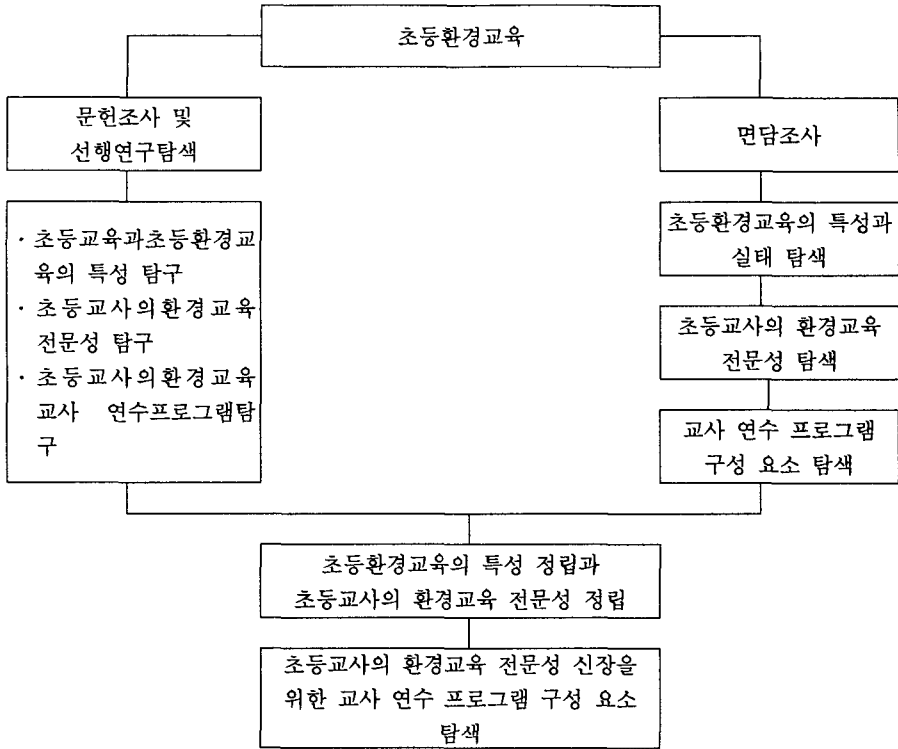 초등환경교육
문헌조사 및
선행연구탐색
· 초등교육과초등환경교
육의 특성 탐구
· 초등교사의환경교육
전문성 탐구
· 초등교사의환경교육
교사 연수프로그램탐
구
면담조사
초등환경교육의 특성과
실태 탐색
초등교사의 환경교육
전문성 탐색
교사 연수 프로그램
구성 요소 탐색
초등환경교육의 특성 정립과
초등교사의 환경교육 전문성 정립
초등교사의 환경교육 전문성 신장을
위한 교사 연수 프로그램 구성 요소
탐색